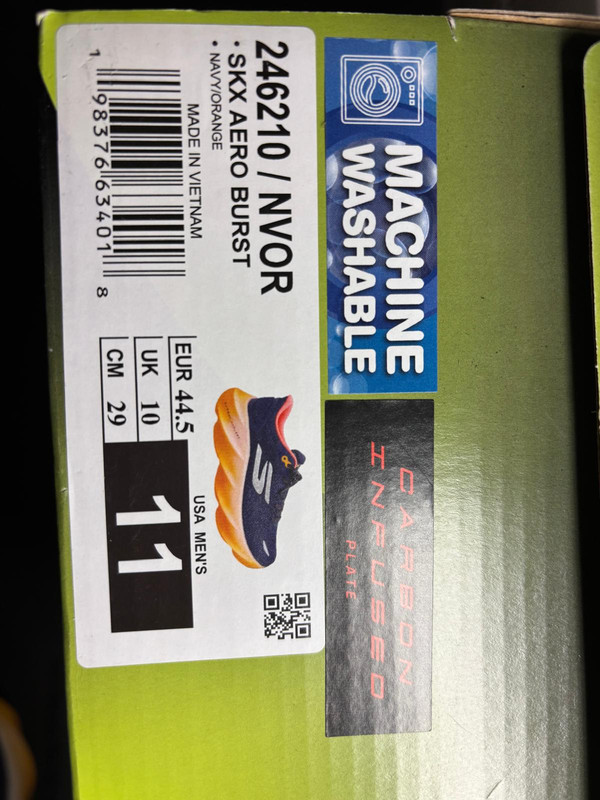 246210 / NVOR
• SKX AERO BURST
• NAVY/ORANGE
MADE IN VIETNAM
1 98376 63401 8
EUR 44.5
UK 10
CM 29
USA MEN'S
11
MACHINE
WASHABLE
CARBON
INFUSED
PLATE